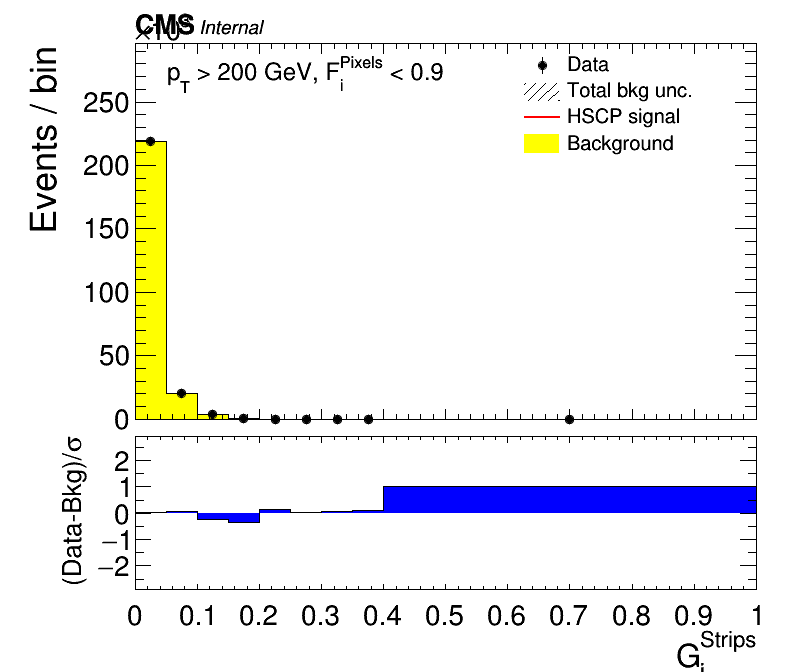 CMS Internal
p_T > 200 GeV, F_i^Pixels < 0.9
Data
Total bkg unc.
HSCP signal
Background
Events / bin
250
200
150
100
50
0
(Data-Bkg)/σ
2
1
0
−1
−2
0 0.1 0.2 0.3 0.4 0.5 0.6 0.7 0.8 0.9 1
G_i^Strips